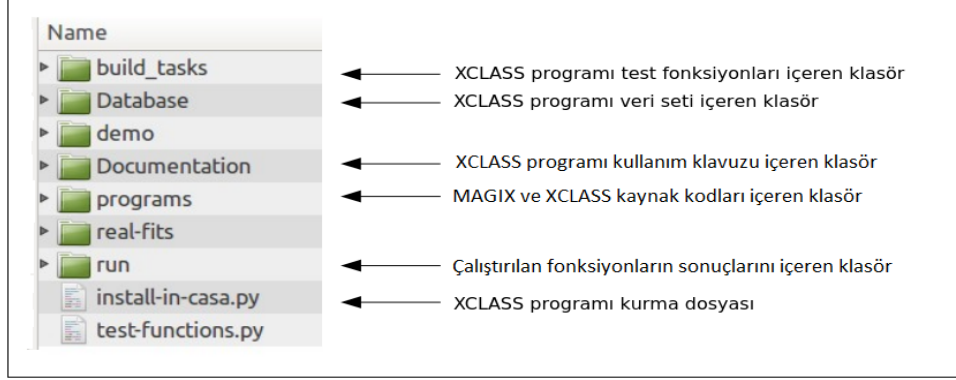 Name
build_tasks XCLASS programı test fonksiyonları içeren klasör
Database XCLASS programı veri seti içeren klasör
demo
Documentation XCLASS programı kullanım klavuzu içeren klasör
programs MAGIX ve XCLASS kaynak kodları içeren klasör
real-fits
run Çalıştırılan fonksiyonların sonuçlarını içeren klasör
install-in-casa.py XCLASS programı kurma dosyası
test-functions.py